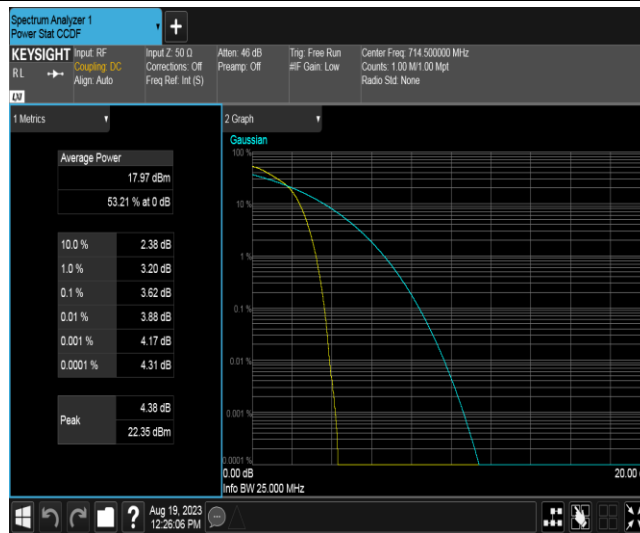 Spectrum Analyzer 1
Power Stat CCDF
+
KEYSIGHT
RL
LXI
Input: RF
Coupling: DC
Align: Auto
Input Z: 50 Ω
Corrections: Off
Freq Ref: Int (S)
Atten: 46 dB
Preamp: Off
Trig: Free Run
#IF Gain: Low
Center Freq: 714.500000 MHz
Counts: 1.00 M/1.00 Mpt
Radio Std: None
1 Metrics
Average Power
17.97 dBm
53.21 % at 0 dB
10.0 % 2.38 dB
1.0 % 3.20 dB
0.1 % 3.62 dB
0.01 % 3.88 dB
0.001 % 4.17 dB
0.0001 % 4.31 dB
Peak
4.38 dB
22.35 dBm
2 Graph
Gaussian
100 %
10 %
1 %
0.1 %
0.01 %
0.001 %
0.0001 %
0.00 dB
20.00
Info BW 25.000 MHz
?
Aug 19, 2023
12:26:06 PM